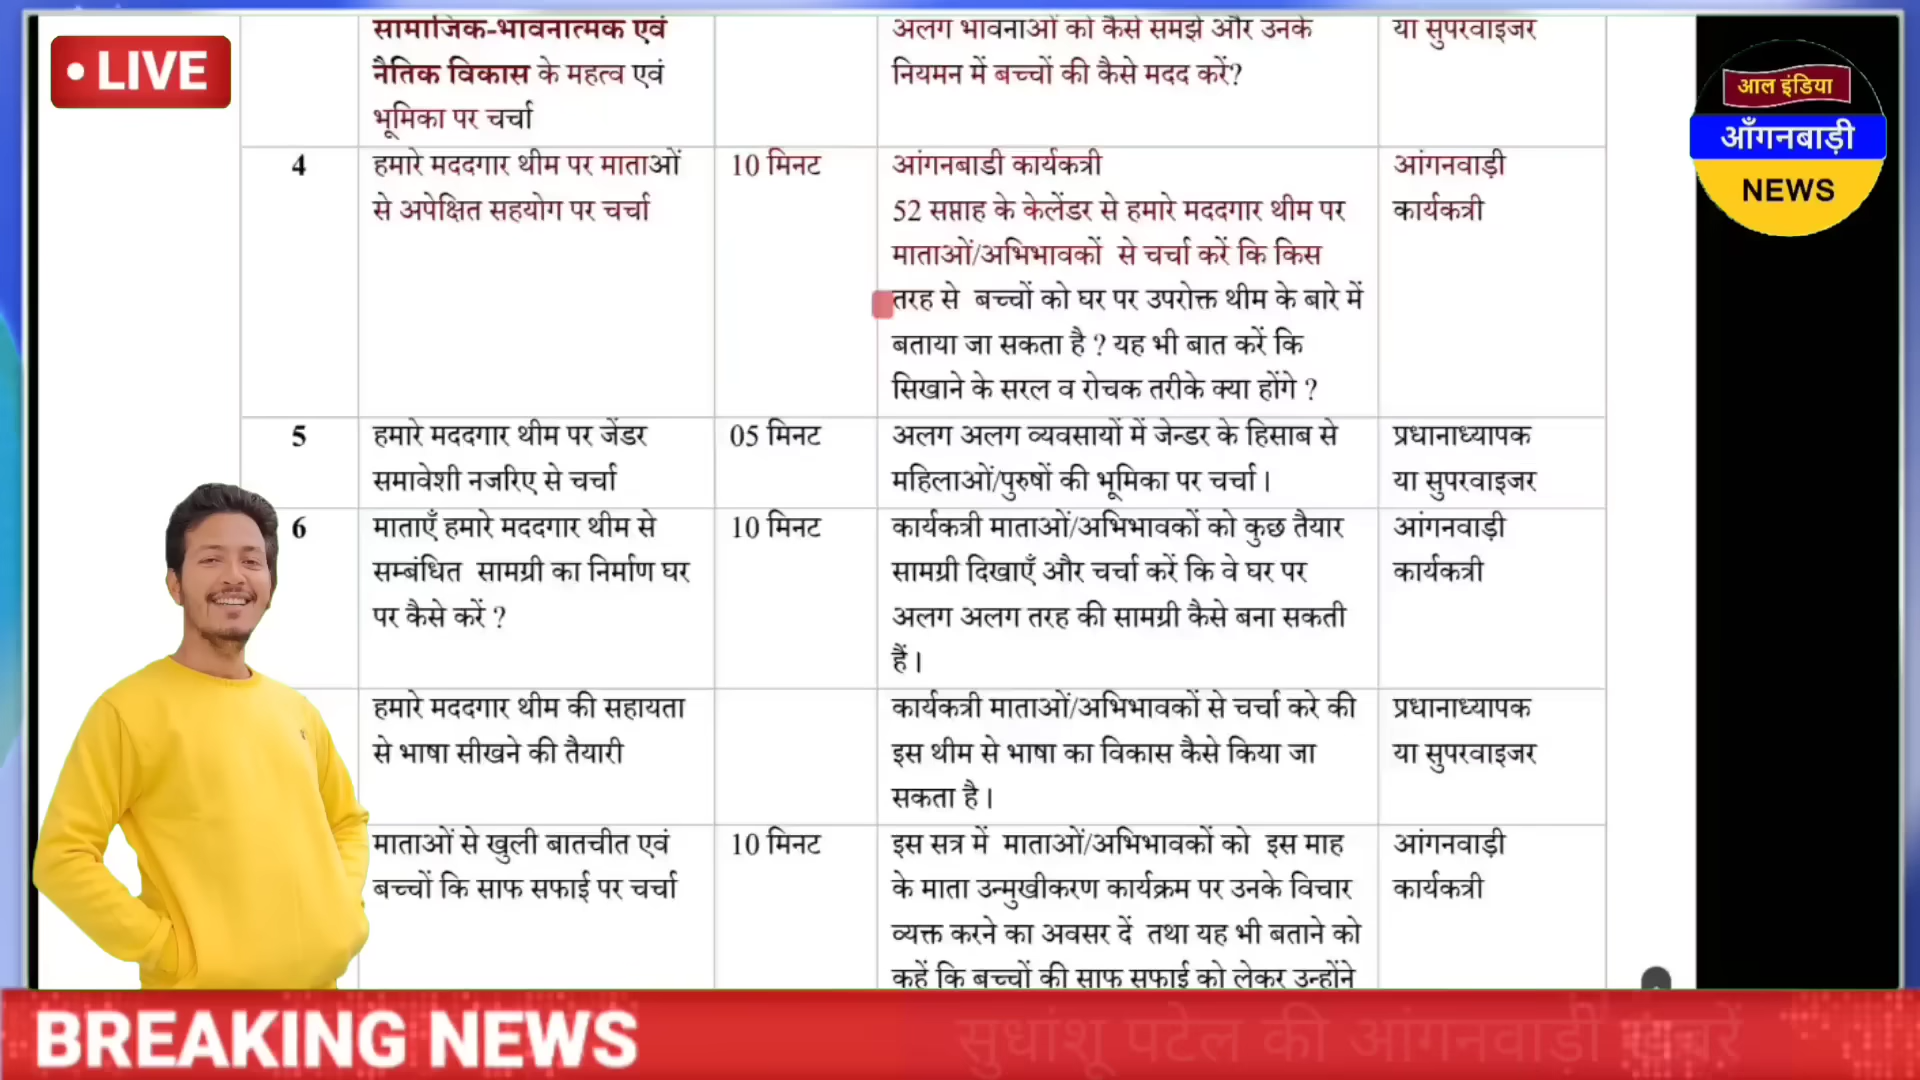 • LIVE
सामाजिक-भावनात्मक एवं
नैतिक विकास के महत्व एवं
भूमिका पर चर्चा
अलग भावनाओं को कैसे समझे और उनके
नियमन में बच्चों की कैसे मदद करें?
या सुपरवाइजर
4
हमारे मददगार थीम पर माताओं
से अपेक्षित सहयोग पर चर्चा
10 मिनट
आंगनबाडी कार्यकत्री
52 सप्ताह के केलेंडर से हमारे मददगार थीम पर
माताओं/अभिभावकों से चर्चा करें कि किस
तरह से बच्चों को घर पर उपरोक्त थीम के बारे में
बताया जा सकता है ? यह भी बात करें कि
सिखाने के सरल व रोचक तरीके क्या होंगे ?
आंगनवाड़ी
कार्यकत्री
5
हमारे मददगार थीम पर जेंडर
समावेशी नजरिए से चर्चा
05 मिनट
अलग अलग व्यवसायों में जेन्डर के हिसाब से
महिलाओं/पुरुषों की भूमिका पर चर्चा।
प्रधानाध्यापक
या सुपरवाइजर
6
माताएँ हमारे मददगार थीम से
सम्बंधित सामग्री का निर्माण घर
पर कैसे करें ?
10 मिनट
कार्यकत्री माताओं/अभिभावकों को कुछ तैयार
सामग्री दिखाएँ और चर्चा करें कि वे घर पर
अलग अलग तरह की सामग्री कैसे बना सकती
हैं।
आंगनवाड़ी
कार्यकत्री
हमारे मददगार थीम की सहायता
से भाषा सीखने की तैयारी
कार्यकत्री माताओं/अभिभावकों से चर्चा करे की
इस थीम से भाषा का विकास कैसे किया जा
सकता है।
प्रधानाध्यापक
या सुपरवाइजर
माताओं से खुली बातचीत एवं
बच्चों कि साफ सफाई पर चर्चा
10 मिनट
इस सत्र में माताओं/अभिभावकों को इस माह
के माता उन्मुखीकरण कार्यक्रम पर उनके विचार
व्यक्त करने का अवसर दें तथा यह भी बताने को
कहें कि बच्चों की साफ सफाई को लेकर उन्होंने
आंगनवाड़ी
कार्यकत्री
आल इंडिया
आँगनबाड़ी
NEWS
BREAKING NEWS
सुधांशू पटेल की आंगनवाड़ी खबरें